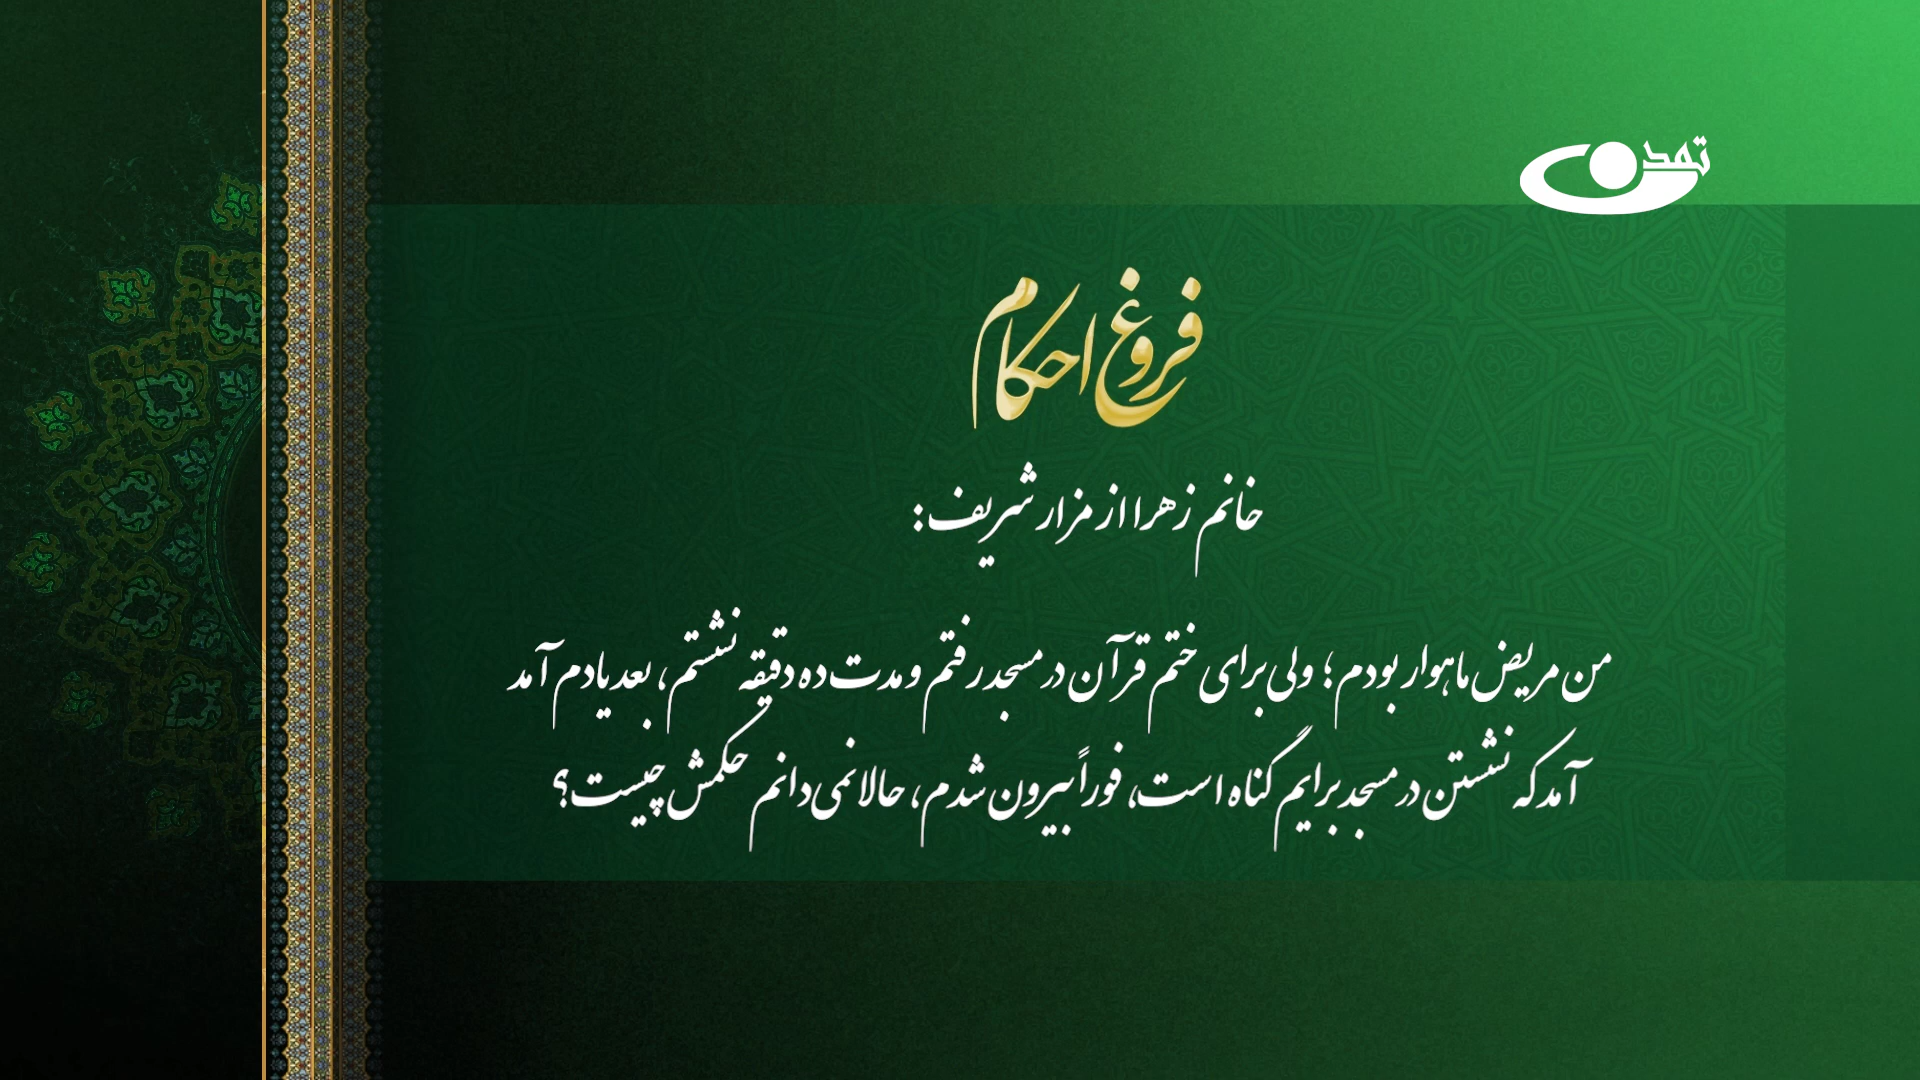 تمدن
فروغ احکام
خانم زهرا از مزار شریف:
من مریض ماهوار بودم؛ ولی برای ختم قرآن در مسجد رفتم و مدت ده دقیقه نشستم، بعد یادم آمد
آمد که نشستن در مسجد برایم گناه است، فوراً بیرون شدم، حالا نمی‌دانم حکمش چیست؟